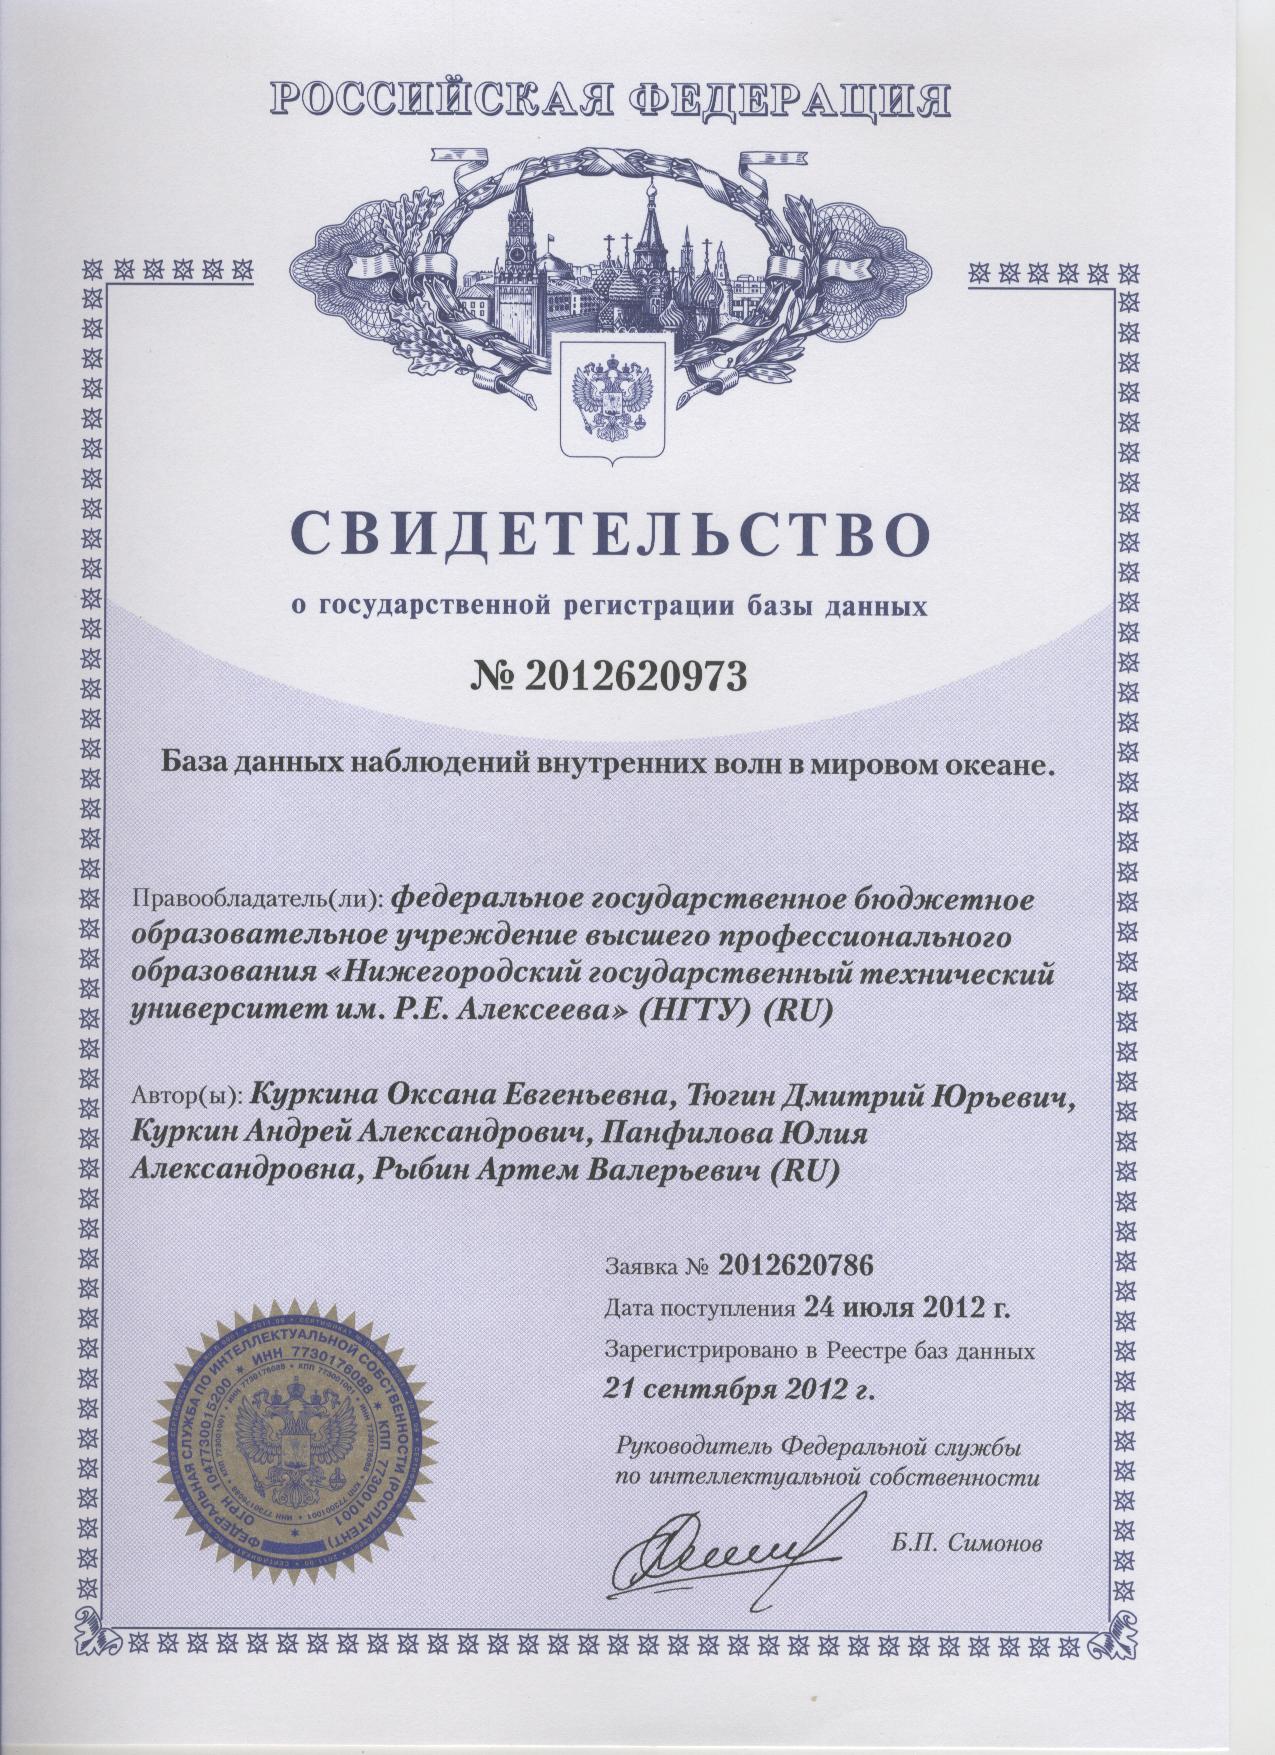 РОССИЙСКАЯ ФЕДЕРАЦИЯ
СВИДЕТЕЛЬСТВО
о государственной регистрации базы данных
№ 2012620973
База данных наблюдений внутренних волн в мировом океане.
Правообладатель(ли): федеральное государственное бюджетное
образовательное учреждение высшего профессионального
образования «Нижегородский государственный технический
университет им. Р.Е. Алексеева» (НГТУ) (RU)
Автор(ы): Куркина Оксана Евгеньевна, Тюгин Дмитрий Юрьевич,
Куркин Андрей Александрович, Панфилова Юлия
Александровна, Рыбин Артем Валерьевич (RU)
Заявка № 2012620786
Дата поступления 24 июля 2012 г.
Зарегистрировано в Реестре баз данных
21 сентября 2012 г.
Руководитель Федеральной службы
по интеллектуальной собственности
Б.П. Симонов
ФЕДЕРАЛЬНАЯ СЛУЖБА ПО ИНТЕЛЛЕКТУАЛЬНОЙ СОБСТВЕННОСТИ (РОСПАТЕНТ)
ОГРН 1047730015200 * ИНН 7730176088 * КПП 773001001